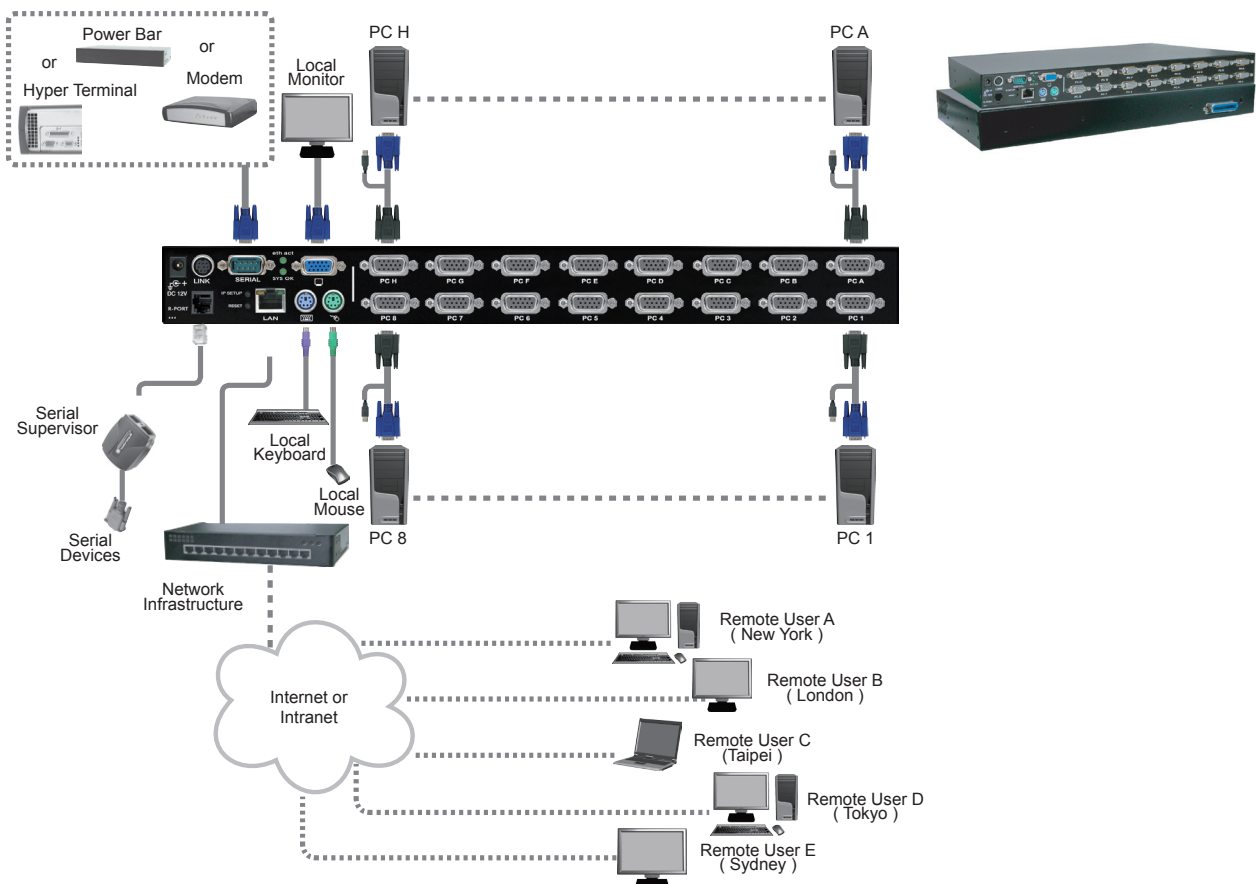 Power Bar
or
or
Hyper Terminal
Modem
Local
Monitor
PC H
PC A
DC 12V
LINK
SERIAL
eth act
SYS OK
PC H
PC G
PC F
PC E
PC D
PC C
PC B
PC A
IP SETUP
RESET
LAN
PC 8
PC 7
PC 6
PC 5
PC 4
PC 3
PC 2
PC 1
Serial
Supervisor
Serial
Devices
Local
Keyboard
Local
Mouse
PC 8
PC 1
Network
Infrastructure
Internet or
Intranet
Remote User A
( New York )
Remote User B
( London )
Remote User C
(Taipei )
Remote User D
( Tokyo )
Remote User E
( Sydney )